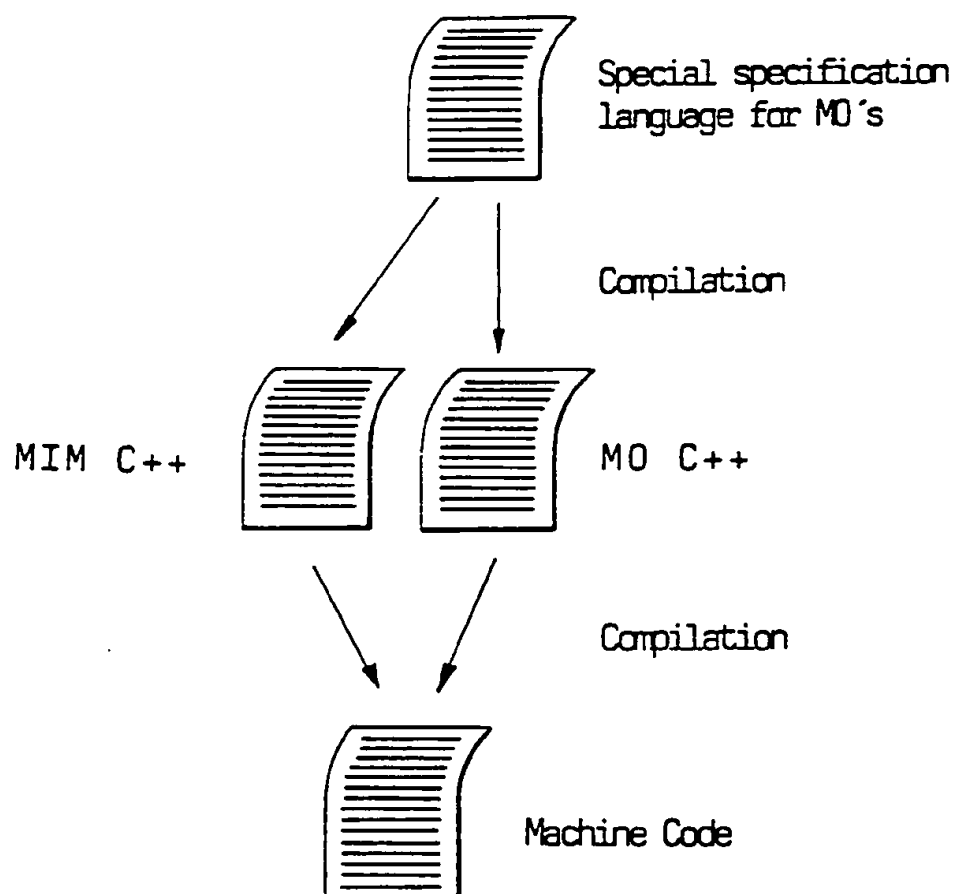 Special specification
language for MO's
Compilation
MIM C++
MO C++
Compilation
Machine Code